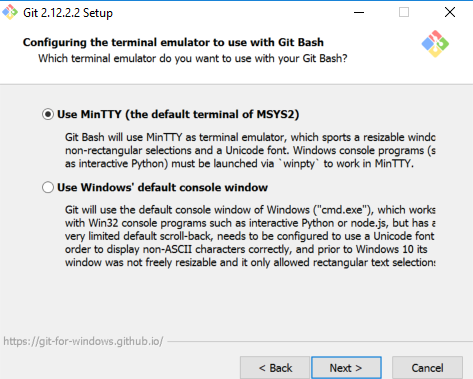 Git 2.12.2.2 Setup
Configuring the terminal emulator to use with Git Bash
Which terminal emulator do you want to use with your Git Bash?
Use MinTTY (the default terminal of MSYS2)
Git Bash will use MinTTY as terminal emulator, which sports a resizable windo
non-rectangular selections and a Unicode font. Windows console programs (s
as interactive Python) must be launched via `winpty` to work in MinTTY.
Use Windows' default console window
Git will use the default console window of Windows ("cmd.exe"), which works
with Win32 console programs such as interactive Python or node.js, but has a
very limited default scroll-back, needs to be configured to use a Unicode font
order to display non-ASCII characters correctly, and prior to Windows 10 its
window was not freely resizable and it only allowed rectangular text selections
https://git-for-windows.github.io/
< Back
Next >
Cancel